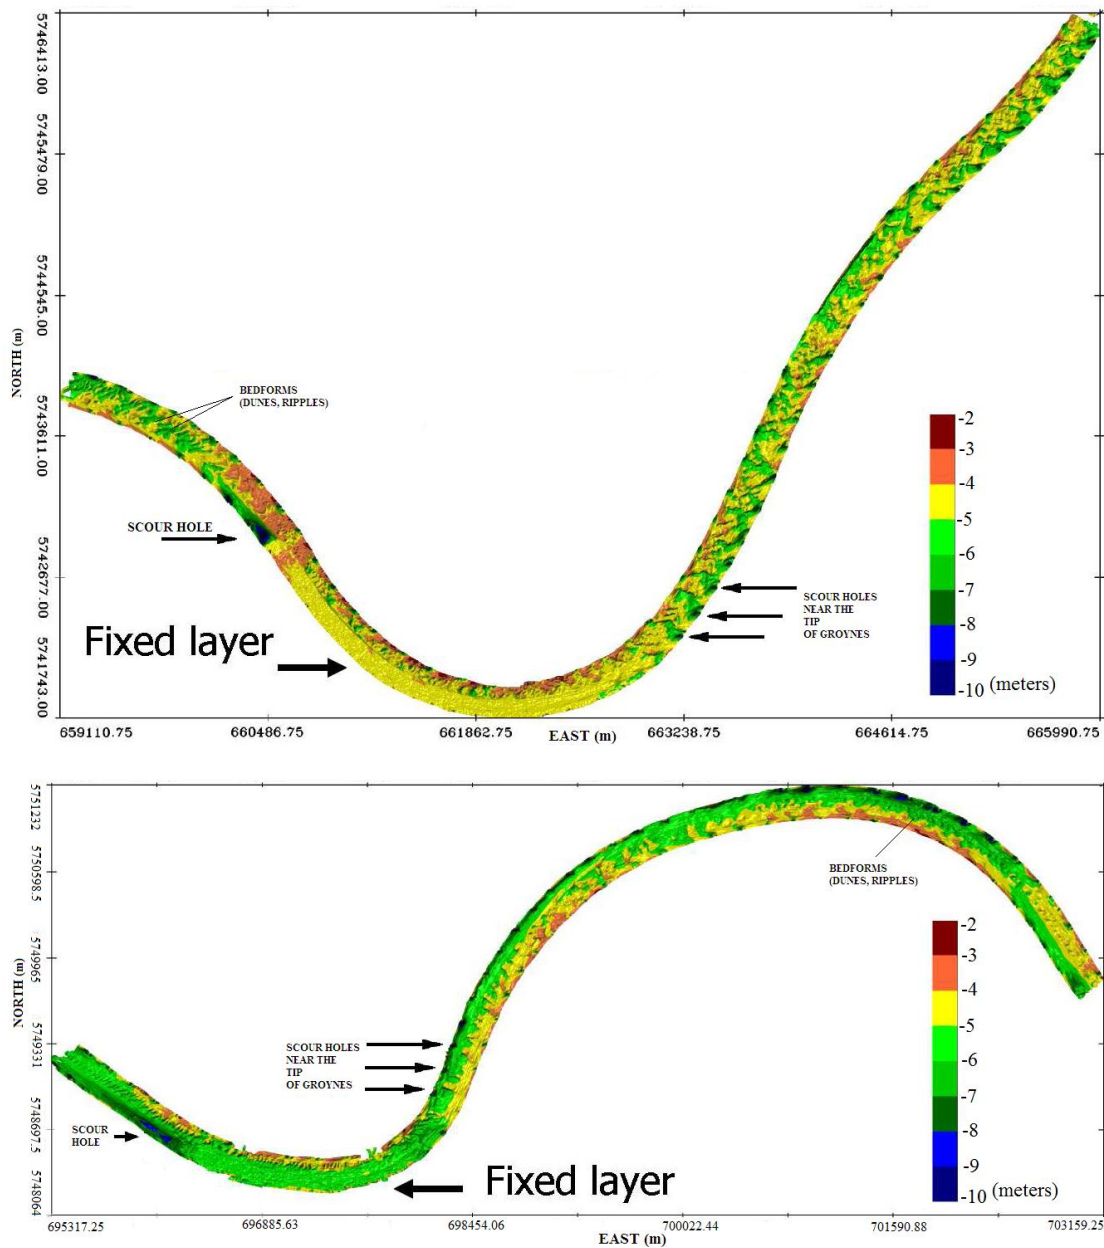 5746413.00
5745479.00
5744545.00
NORTH (m)
5743611.00
5742677.00
5741743.00
BEDFORMS
(DUNES, RIPPLES)
SCOUR HOLE
Fixed layer
SCOUR HOLES
NEAR THE
TIP
OF GROYNES
-2
-3
-4
-5
-6
-7
-8
-9
-10 (meters)
659110.75
660486.75
661862.75
EAST (m)
663238.75
664614.75
665990.75
5751232
5750598.5
5749965
NORTH (m)
5749331
5748697.5
5748064
BEDFORMS
(DUNES, RIPPLES)
SCOUR HOLES
NEAR THE
TIP
OF GROYNES
SCOUR
HOLE
Fixed layer
-2
-3
-4
-5
-6
-7
-8
-9
-10 (meters)
695317.25
696885.63
698454.06
700022.44
701590.88
703159.25
EAST (m)